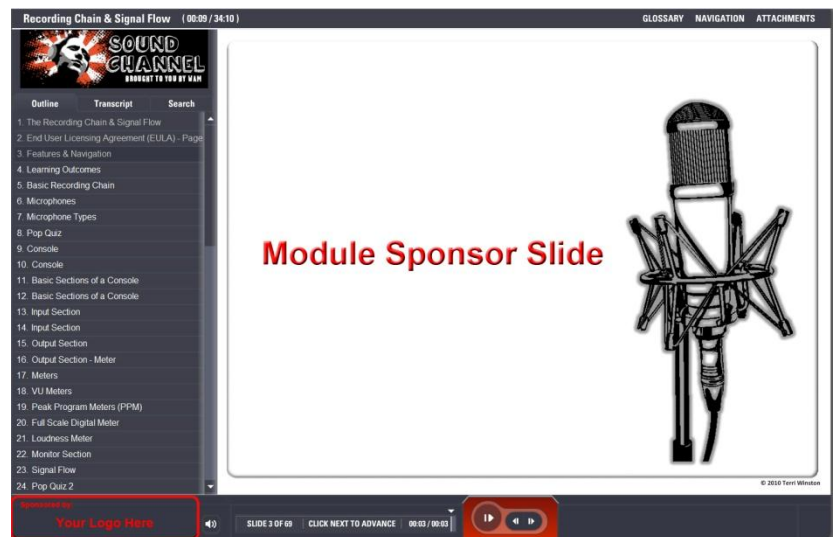 Recording Chain & Signal Flow ( 00:09 / 34:10 )
GLOSSARY NAVIGATION ATTACHMENTS
SOUND
CHANNEL
BROUGHT TO YOU BY WAM
Outline Transcript Search
1. The Recording Chain & Signal Flow
2. End User Licensing Agreement (EULA) - Page
3. Features & Navigation
4. Learning Outcomes
5. Basic Recording Chain
6. Microphones
7. Microphone Types
8. Pop Quiz
9. Console
10. Console
11. Basic Sections of a Console
12. Basic Sections of a Console
13. Input Section
14. Input Section
15. Output Section
16. Output Section - Meter
17. Meters
18. VU Meters
19. Peak Program Meters (PPM)
20. Full Scale Digital Meter
21. Loudness Meter
22. Monitor Section
23. Signal Flow
24. Pop Quiz 2
Module Sponsor Slide
© 2010 Terri Winston
Sponsored by
Your Logo Here
SLIDE 3 OF 69 CLICK NEXT TO ADVANCE 00:03 / 00:03